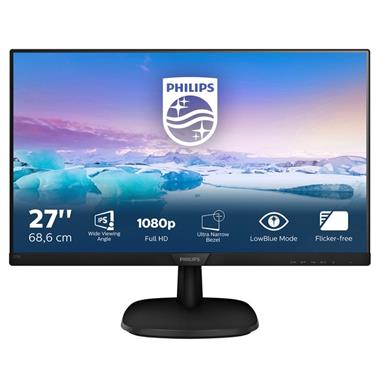 PHILIPS
27"
68,6 cm
IPS
Wide Viewing
Angle
1080p
Full HD
Ultra Narrow
Bezel
LowBlue Mode
Flicker-free
PHILIPS